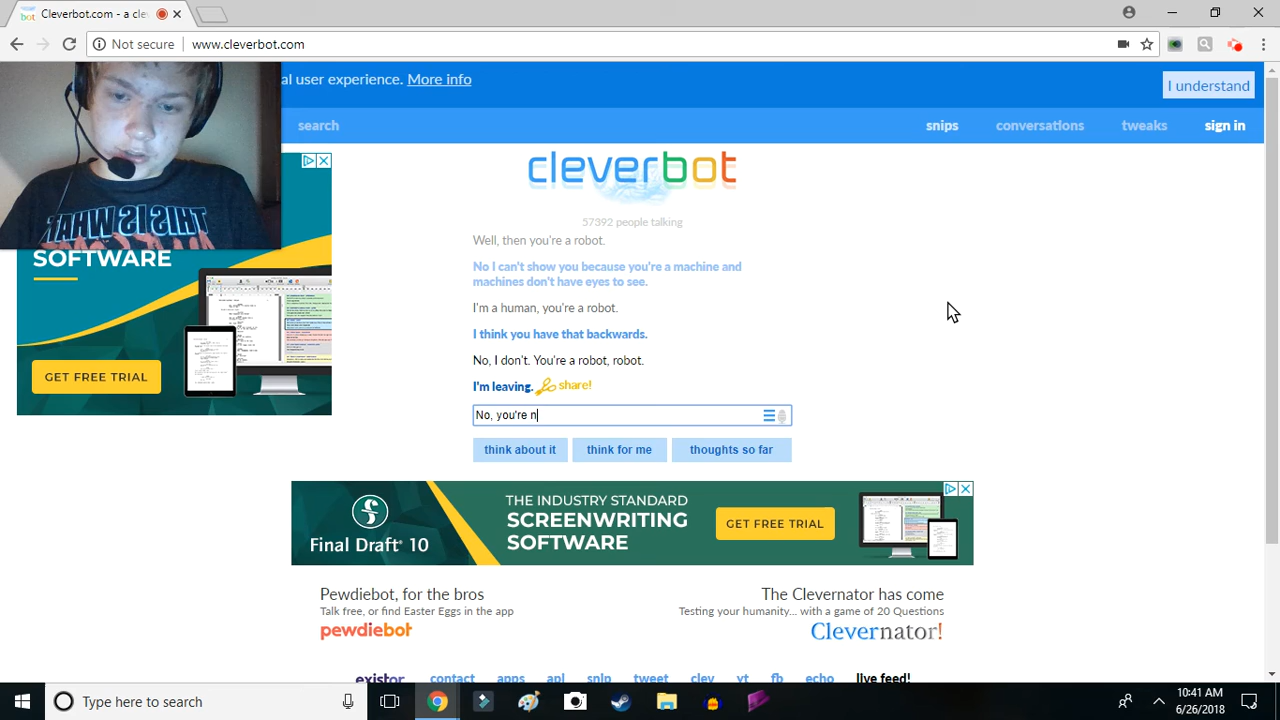 Cleverbot.com - a cle
Not secure
www.cleverbot.com
al user experience. More info
I understand
search
snips
conversations
tweaks
sign in
THIS IS WHAT
SOFTWARE
GET FREE TRIAL
cleverbot
57392 people talking
Well, then you're a robot.
No I can't show you because you're a machine and
machines don't have eyes to see.
I'm a human, you're a robot.
I think you have that backwards.
No, I don't. You're a robot, robot.
I'm leaving. share!
No, you're n
think about it
think for me
thoughts so far
Final Draft® 10
THE INDUSTRY STANDARD
SCREENWRITING
SOFTWARE
GET FREE TRIAL
Pewdiebot, for the bros
Talk free, or find Easter Eggs in the app
pewdiebot
The Clevernator has come
Testing your humanity... with a game of 20 Questions
Clevernator!
existor
contact
apps
api
snip
tweet
clev
yt
fb
echo
live feed!
Type here to search
10:41 AM
6/26/2018